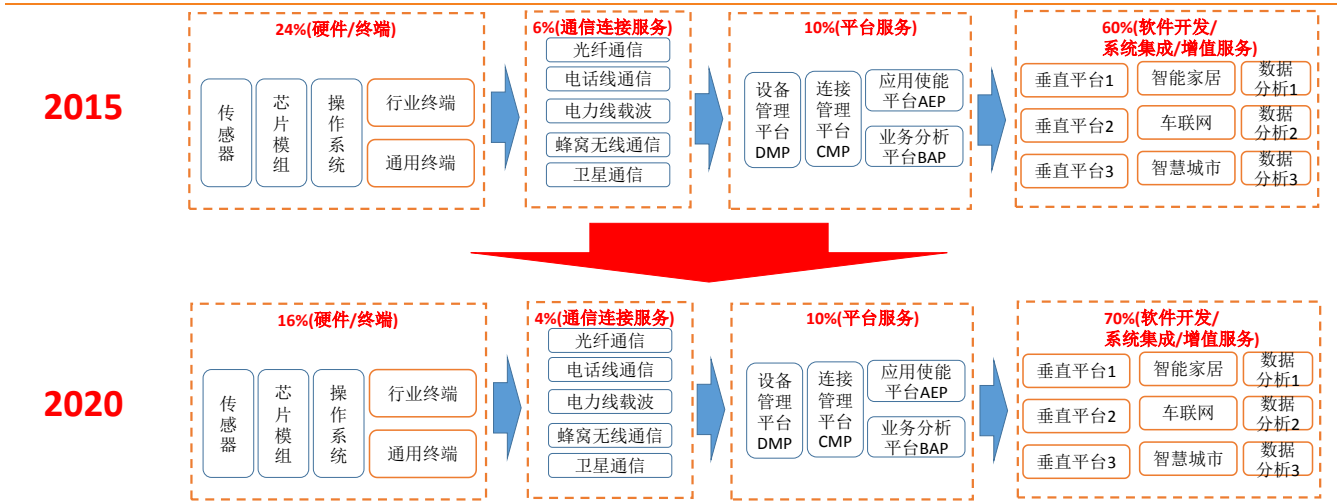 2015
24%(硬件/终端)
传感器
芯片模组
操作系统
行业终端
通用终端
6%(通信连接服务)
光纤通信
电话线通信
电力线载波
蜂窝无线通信
卫星通信
10%(平台服务)
设备
管理
平台
DMP
连接
管理
平台
CMP
应用使能
平台AEP
业务分析
平台BAP
60%(软件开发/
系统集成/增值服务)
垂直平台1
垂直平台2
垂直平台3
智能家居
车联网
智慧城市
数据
分析1
数据
分析2
数据
分析3
2020
16%(硬件/终端)
传感器
芯片模组
操作系统
行业终端
通用终端
4%(通信连接服务)
光纤通信
电话线通信
电力线载波
蜂窝无线通信
卫星通信
10%(平台服务)
设备
管理
平台
DMP
连接
管理
平台
CMP
应用使能
平台AEP
业务分析
平台BAP
70%(软件开发/
系统集成/增值服务)
垂直平台1
垂直平台2
垂直平台3
智能家居
车联网
智慧城市
数据
分析1
数据
分析2
数据
分析3